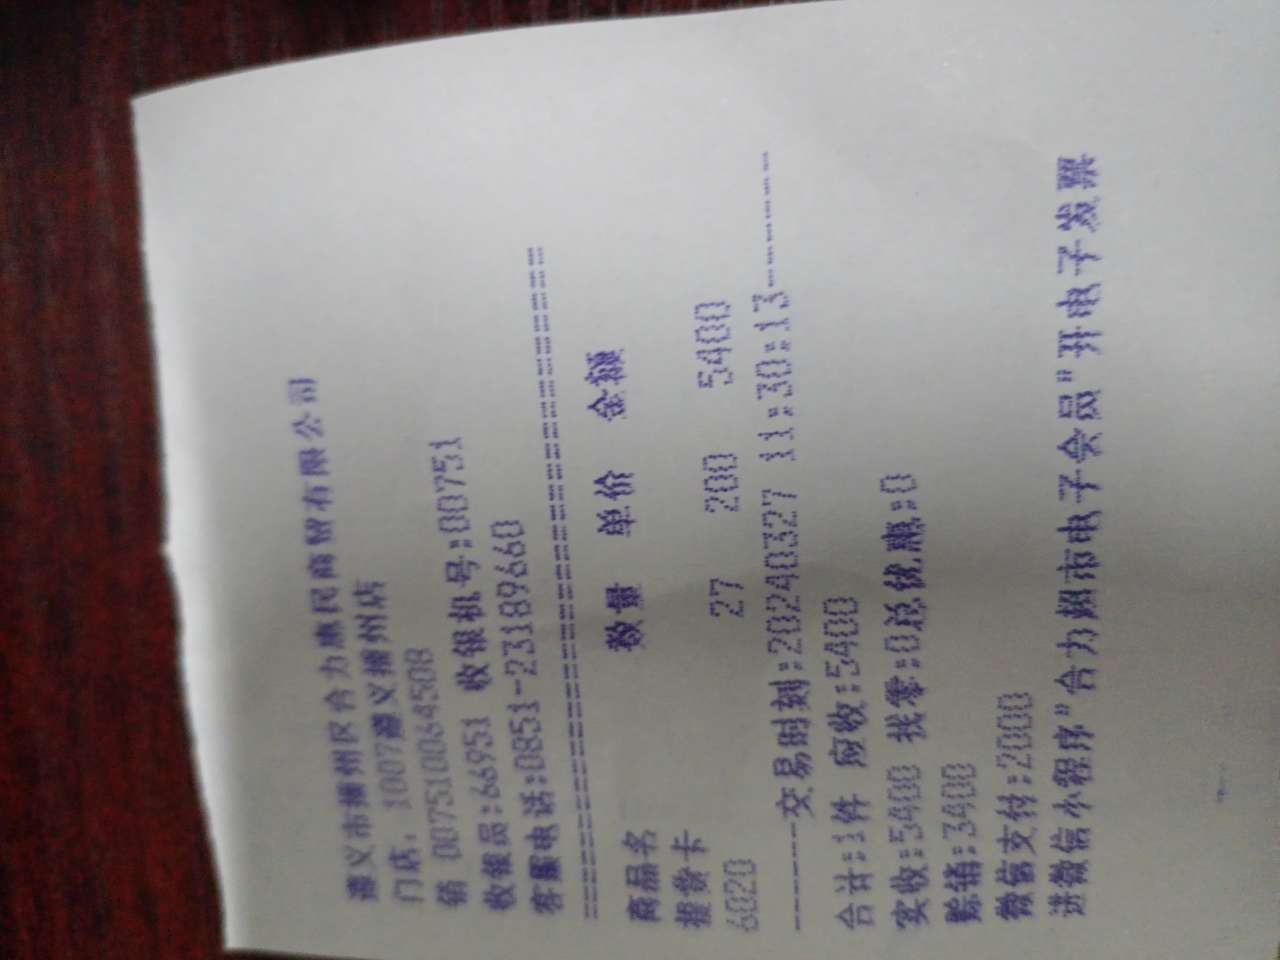 遵义市播州区合力惠民商贸有限公司
门店：1007遵义播州店
销 00751006450B
收银员:66951 收银机号:00751
客服电话:0851-23189660
================================
商品名 数量 单价 金额
提货卡
6020 27 200 5400
------交易时刻:20240327 11:30:13------
合计:1件 应收:5400
实收:5400 找零:0总优惠:0
赊销:3400
微信支付:2000
进微信小程序"合力超市电子会员"开电子发票